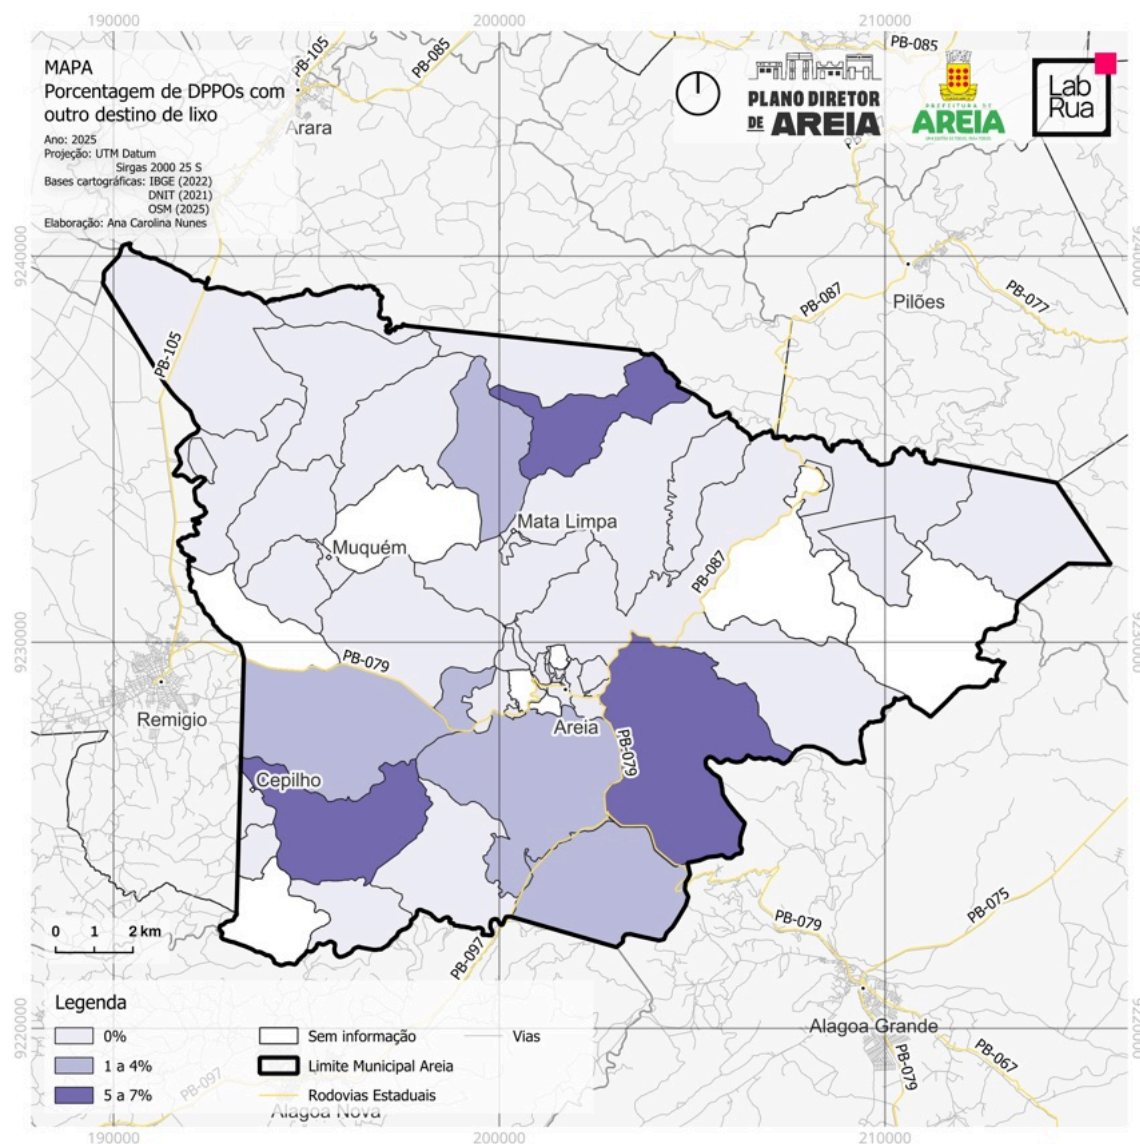 190000
200000
210000
MAPA
Porcentagem de DPPOs com
outro destino de lixo
Ano: 2025
Projeção: UTM Datum
Sirgas 2000 25 S
Bases cartográficas: IBGE (2022)
DNIT (2021)
OSM (2025)
Elaboração: Ana Carolina Nunes
PB-105
PB-085
PB-085
Arara
PLANO DIRETOR
DE AREIA
PREFEITURA DE
AREIA
Lab
Rua
9240000
9240000
PB-087
Pilões
PB-077
PB-105
Mata Limpa
Muquém
PB-087
9230000
9230000
PB-079
Remigio
Areia
PB-079
Cepilho
0 1 2 km
PB-097
PB-079
PB-075
Alagoa Grande
PB-067
PB-079
9220000
9220000
Legenda
0%
1 a 4%
5 a 7%
Sem informação
Limite Municipal Areia
Rodovias Estaduais
Vias
PB-097
Alagoa Nova
190000
200000
210000